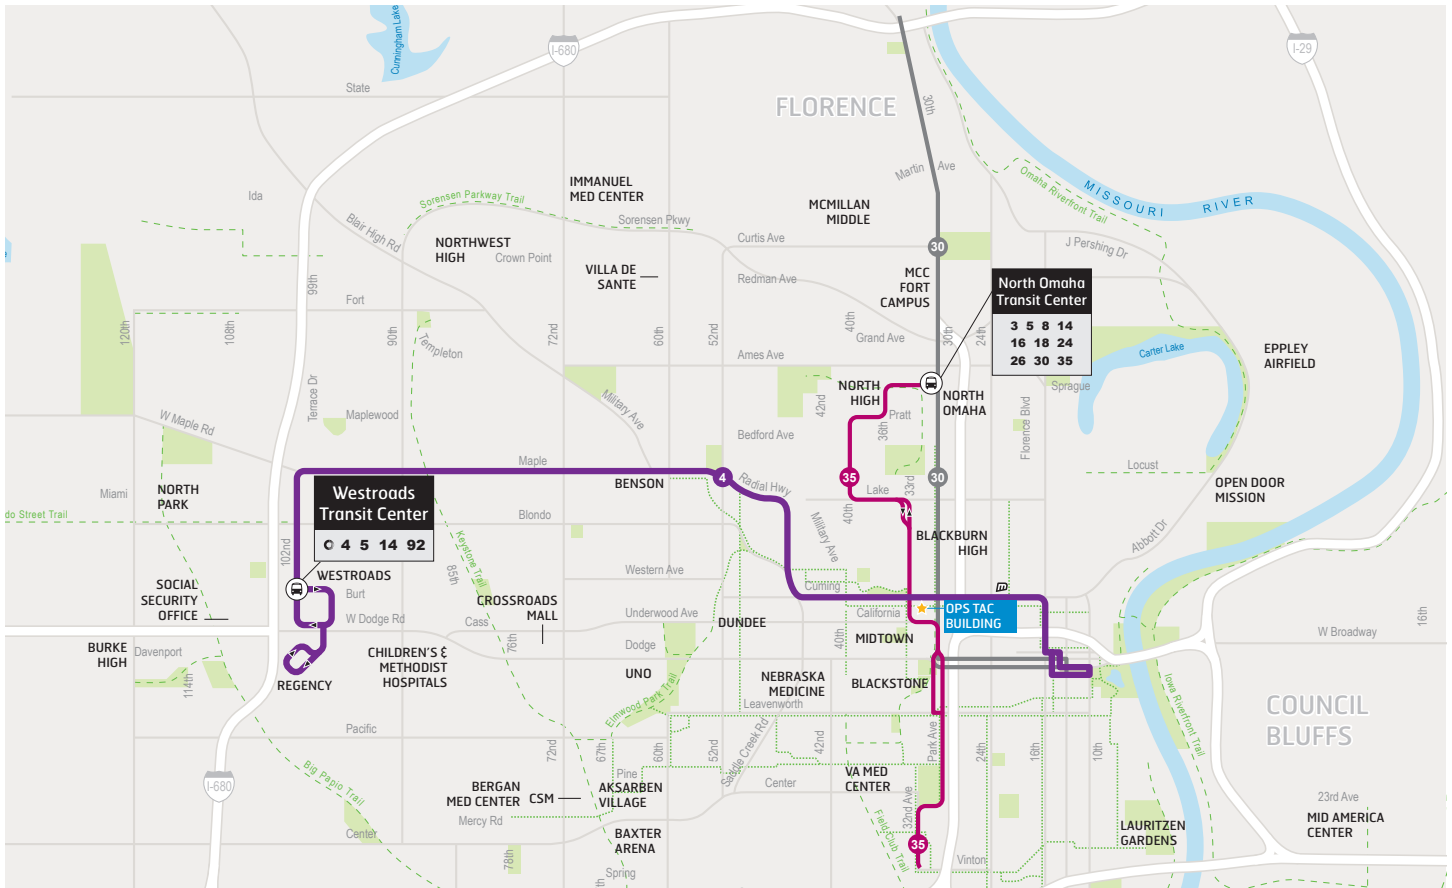 Cunningham Lake
I-680
I-29
State
FLORENCE
30th
Martin Ave
Omaha Riverfront Trail
MISSOURI RIVER
IMMANUEL
MED CENTER
Ida
Sorensen Parkway Trail
Sorensen Pkwy
MCMILLAN
MIDDLE
Blair High Rd
NORTHWEST
HIGH
Crown Point
Curtis Ave
30
J Pershing Dr
VILLA DE
SANTE
Redman Ave
MCC
FORT
CAMPUS
North Omaha
Transit Center
3 5 8 14
16 18 24
26 30 35
99th
Fort
120th
108th
90th
Templeton
72nd
60th
52nd
40th
Grand Ave
30th
24th
Ames Ave
Carter Lake
EPPLEY
AIRFIELD
Terrace Dr
Maplewood
W Maple Rd
Military Ave
NORTH
HIGH
42nd
36th
Pratt
NORTH
OMAHA
Sprague
Florence Blvd
Bedford Ave
Maple
BENSON
4
Radial Hwy
35
30
Lake
33rd
40th
Locust
OPEN DOOR
MISSION
Miami
NORTH
PARK
Westroads
Transit Center
4 5 14 92
do Street Trail
Blondo
Military Ave
BLACKBURN
HIGH
Abbott Dr
102nd
Keystone Trail
85th
WESTROADS
Burt
Western Ave
Cuming
SOCIAL
SECURITY
OFFICE
W Dodge Rd
CROSSROADS
MALL
Cass
76th
Underwood Ave
DUNDEE
California
OPS TAC
BUILDING
MIDTOWN
40th
W Broadway
16th
BURKE
HIGH
Davenport
114th
REGENCY
CHILDREN'S &
METHODIST
HOSPITALS
Dodge
UNO
Elmwood Park Trail
NEBRASKA
MEDICINE
BLACKSTONE
Leavenworth
Iowa Riverfront Trail
COUNCIL
BLUFFS
Pacific
72nd
67th
60th
52nd
Saddle Creek Rd
42nd
Park Ave
24th
16th
10th
I-680
Big Papio Trail
Pine
BERGAN
MED CENTER
CSM
AKSARBEN
VILLAGE
Center
VA MED
CENTER
32nd Ave
Field Club Trail
23rd Ave
MID AMERICA
CENTER
Mercy Rd
Center
78th
BAXTER
ARENA
Spring
th
35
Vinton
LAURITZEN
GARDENS